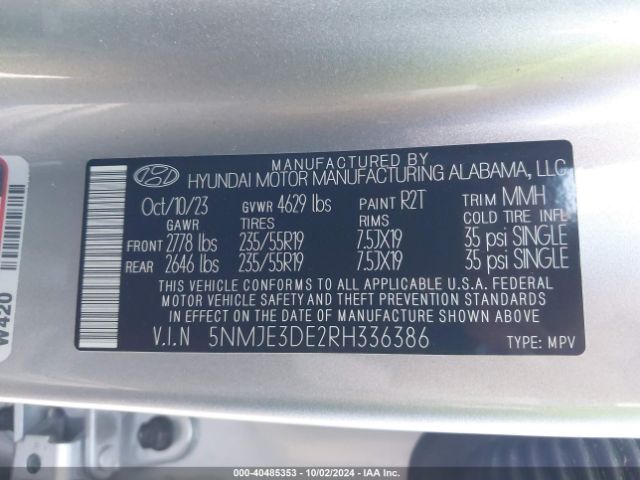 MANUFACTURED BY
HYUNDAI MOTOR MANUFACTURING ALABAMA, LLC
Oct/10/23 GVWR 4629 lbs PAINT R2T TRIM MMH
GAWR TIRES RIMS COLD TIRE INFL
FRONT 2778 lbs 235/55R19 7.5JX19 35 psi SINGLE
REAR 2646 lbs 235/55R19 7.5JX19 35 psi SINGLE
THIS VEHICLE CONFORMS TO ALL APPLICABLE U.S.A. FEDERAL
MOTOR VEHICLE SAFETY AND THEFT PREVENTION STANDARDS
IN EFFECT ON THE DATE OF MANUFACTURE SHOWN ABOVE
V.I.N 5NMJE3DE2RH336386 TYPE: MPV
W420
000-40485353 - 10/02/2024 - IAA